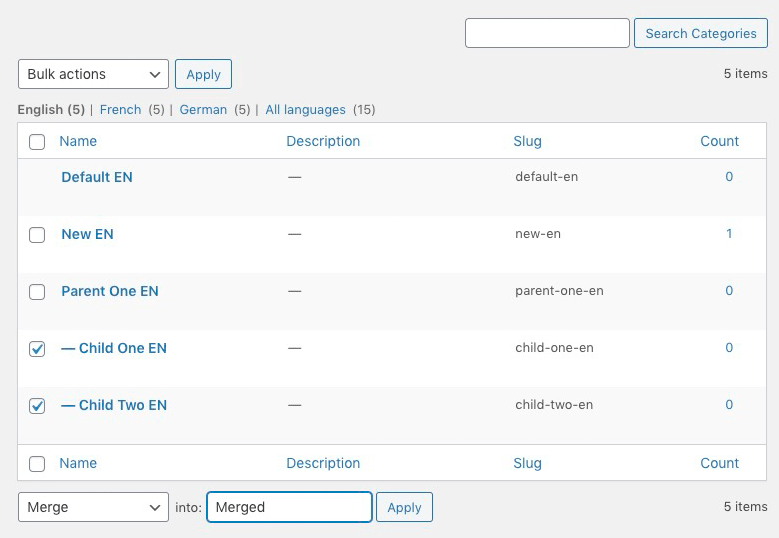 Search Categories
Bulk actions Apply 5 items
English (5) | French (5) | German (5) | All languages (15)
Name Description Slug Count
Default EN — default-en 0
New EN — new-en 1
Parent One EN — parent-one-en 0
— Child One EN — child-one-en 0
— Child Two EN — child-two-en 0
Name Description Slug Count
Merge into: Merged Apply 5 items